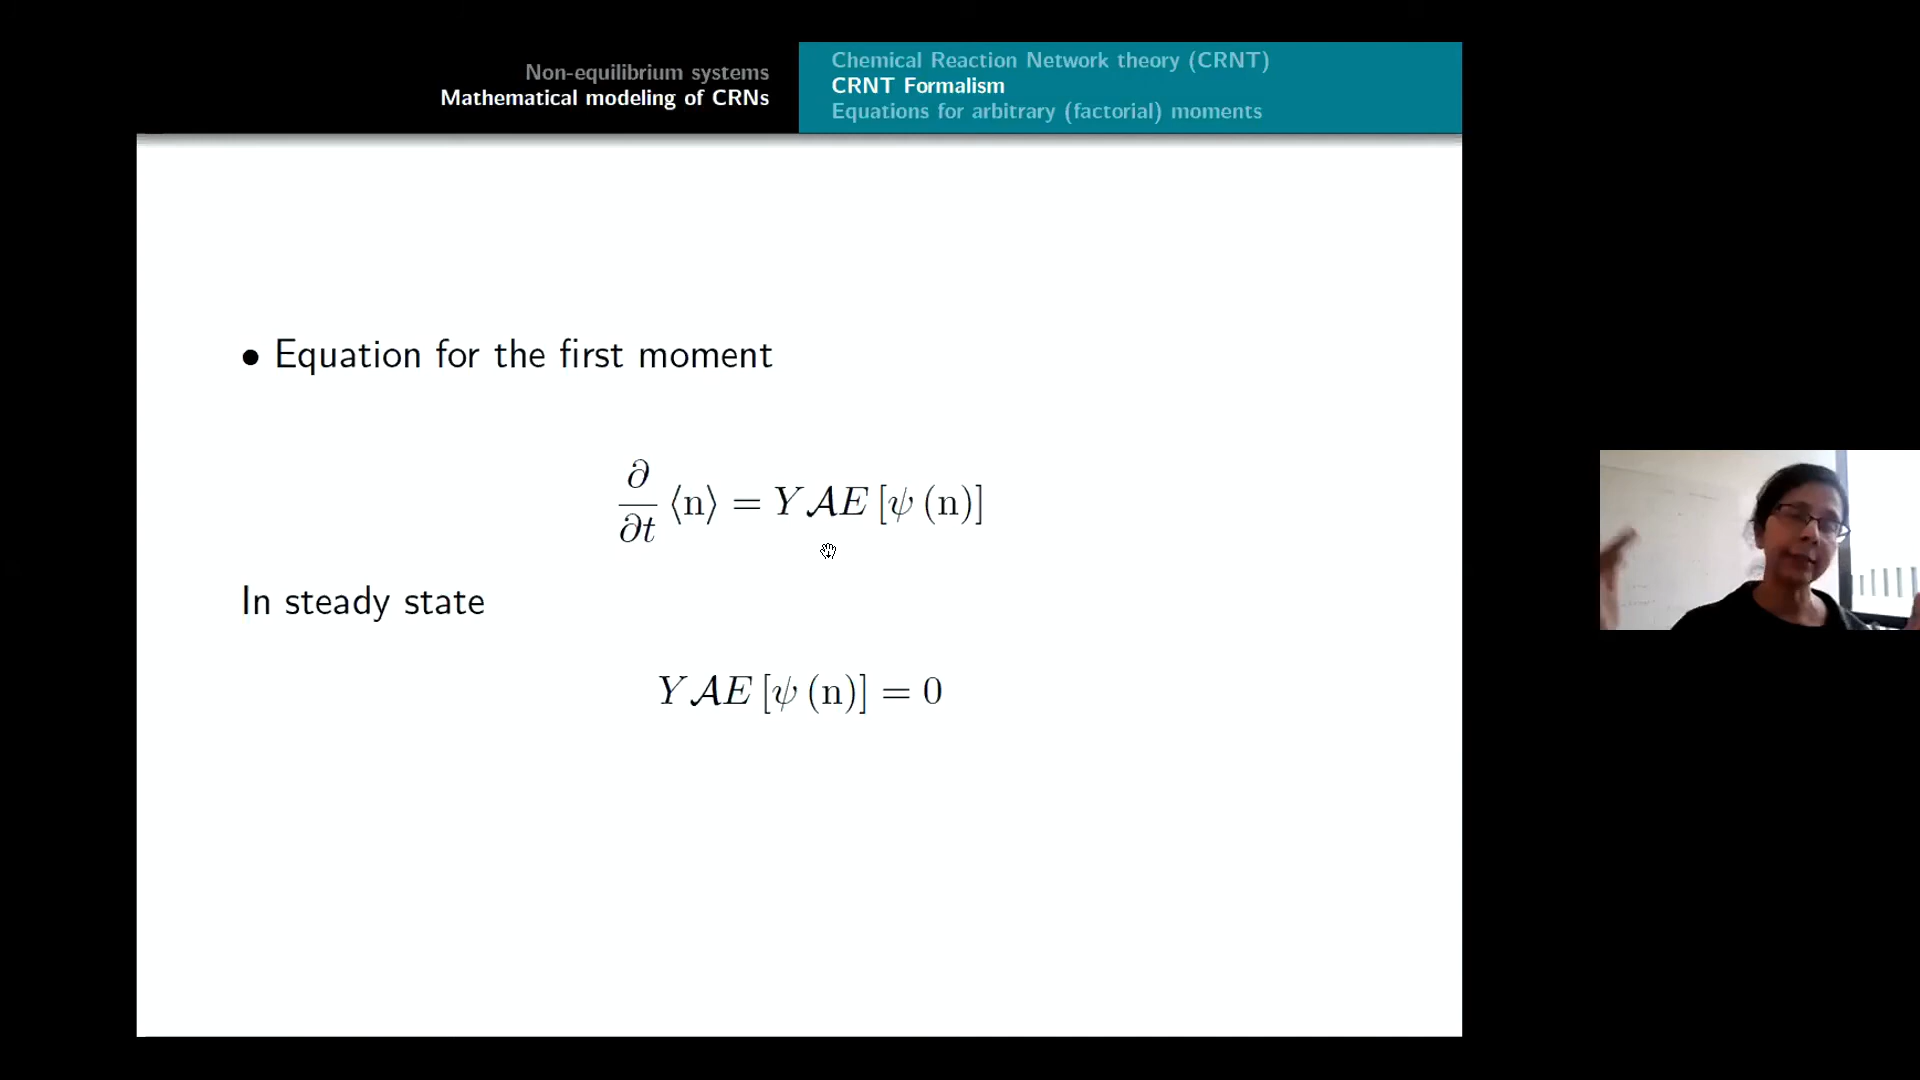 Non-equilibrium systems
Mathematical modeling of CRNs
Chemical Reaction Network theory (CRNT)
CRNT Formalism
Equations for arbitrary (factorial) moments
• Equation for the first moment
∂/∂t ⟨n⟩ = Y𝒜E [ψ (n)]
In steady state
Y𝒜E [ψ (n)] = 0